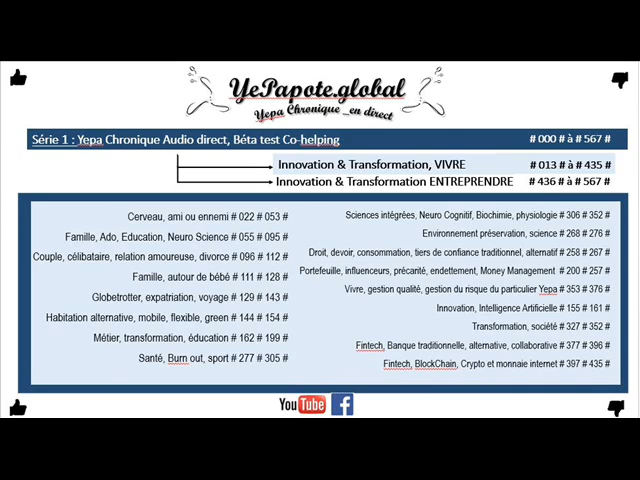 YePapote.global
Yepa Chronique _en direct
Série 1 : Yepa Chronique Audio direct, Béta test Co-helping # 000 # à # 567 #
Innovation & Transformation, VIVRE # 013 # à # 435 #
Innovation & Transformation ENTREPRENDRE # 436 # à # 567 #
Cerveau, ami ou ennemi # 022 # 053 #
Famille, Ado, Education, Neuro Science # 055 # 095 #
Couple, célibataire, relation amoureuse, divorce # 096 # 112 #
Famille, autour de bébé # 111 # 128 #
Globetrotter, expatriation, voyage # 129 # 143 #
Habitation alternative, mobile, flexible, green # 144 # 154 #
Métier, transformation, éducation # 162 # 199 #
Santé, Burn out, sport # 277 # 305 #
Sciences intégrées, Neuro Cognitif, Biochimie, physiologie # 306 # 352 #
Environnement préservation, science # 268 # 276 #
Droit, devoir, consommation, tiers de confiance traditionnel, alternatif # 258 # 267 #
Portefeuille, influenceurs, précarité, endettement, Money Management # 200 # 257 #
Vivre, gestion qualité, gestion du risque du particulier Yepa # 353 # 376 #
Innovation, Intelligence Artificielle # 155 # 161 #
Transformation, société # 327 # 352 #
Fintech, Banque traditionnelle, alternative, collaborative # 377 # 396 #
Fintech, BlockChain, Crypto et monnaie internet # 397 # 435 #
YouTube f